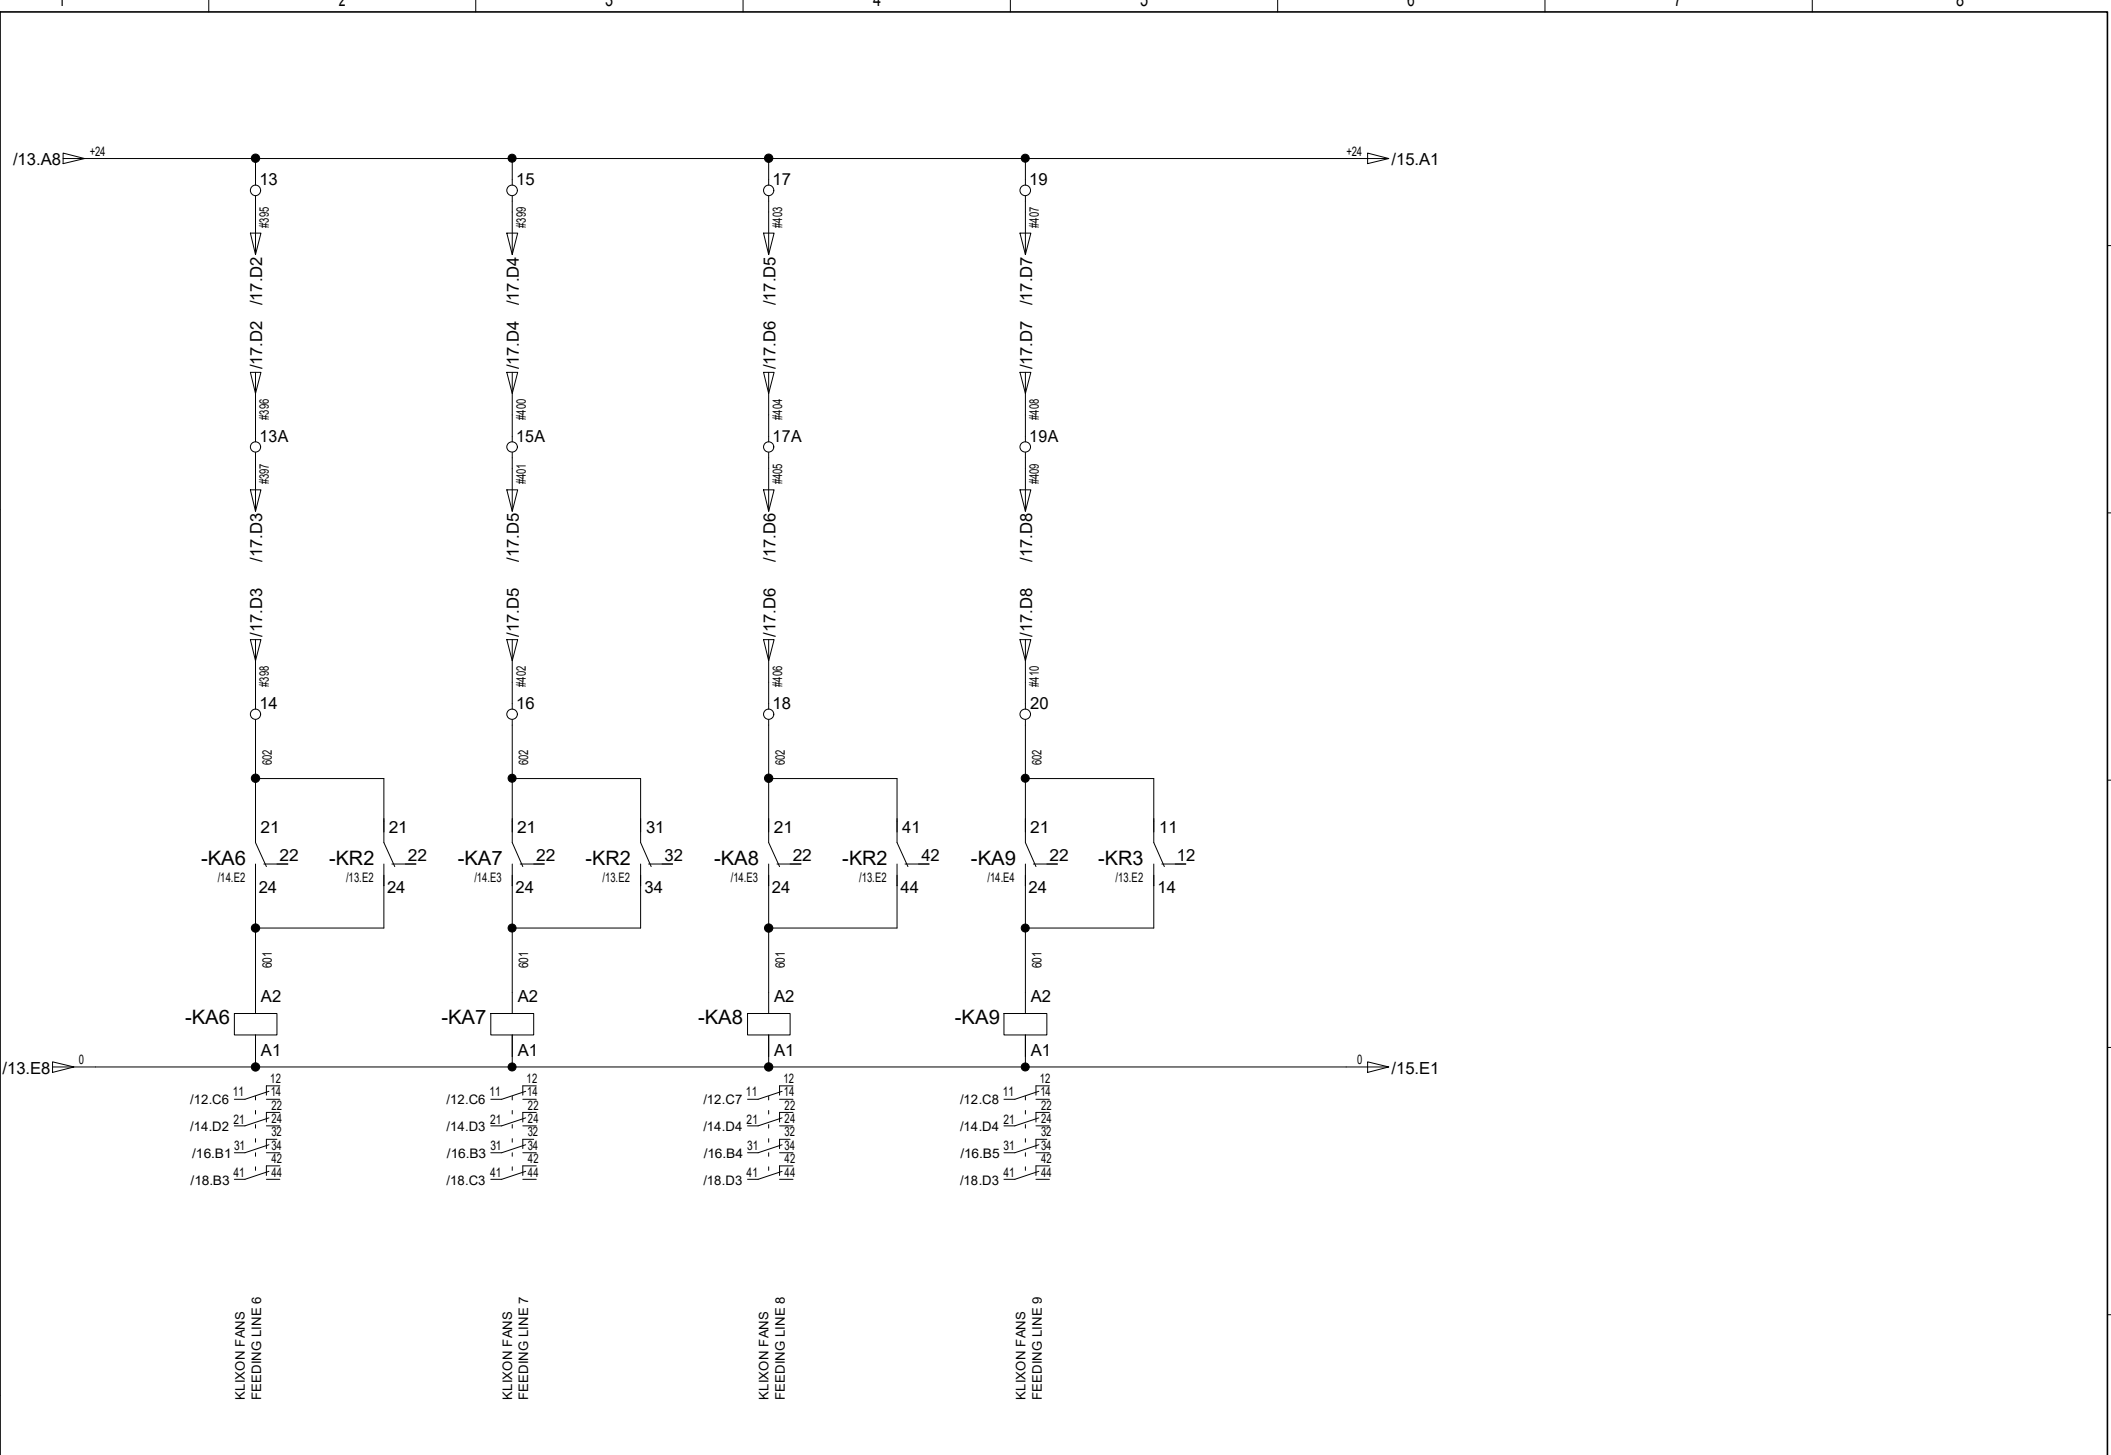 1 2 3 4 5 6 7 8
/13.A8 +24 +24 /15.A1
13 15 17 19
#395 #399 #403 #407
/17.D2 /17.D4 /17.D5 /17.D7
/17.D2 /17.D4 /17.D6 /17.D7
#396 #400 #404 #408
13A 15A 17A 19A
#397 #401 #405 #409
/17.D3 /17.D5 /17.D6 /17.D8
/17.D3 /17.D5 /17.D6 /17.D8
#398 #402 #406 #410
14 16 18 20
602 602 602 602
21 21 21 31 21 41 21 11
-KA6 22 -KR2 22 -KA7 22 -KR2 32 -KA8 22 -KR2 42 -KA9 22 -KR3 12
/14.E2 /13.E2 /14.E3 /13.E2 /14.E3 /13.E2 /14.E4 /13.E2
24 24 24 34 24 44 24 14
601 601 601 601
A2 A2 A2 A2
-KA6 -KA7 -KA8 -KA9
A1 A1 A1 A1
/13.E8 0 0 /15.E1
12 12 12 12
/12.C6 11 14 /12.C6 11 14 /12.C7 11 14 /12.C8 11 14
22 22 22 22
/14.D2 21 24 /14.D3 21 24 /14.D4 21 24 /14.D4 21 24
32 32 32 32
/16.B1 31 34 /16.B3 31 34 /16.B4 31 34 /16.B5 31 34
42 42 42 42
/18.B3 41 44 /18.C3 41 44 /18.D3 41 44 /18.D3 41 44
KLIXON FANS
FEEDING LINE 6
KLIXON FANS
FEEDING LINE 7
KLIXON FANS
FEEDING LINE 8
KLIXON FANS
FEEDING LINE 9